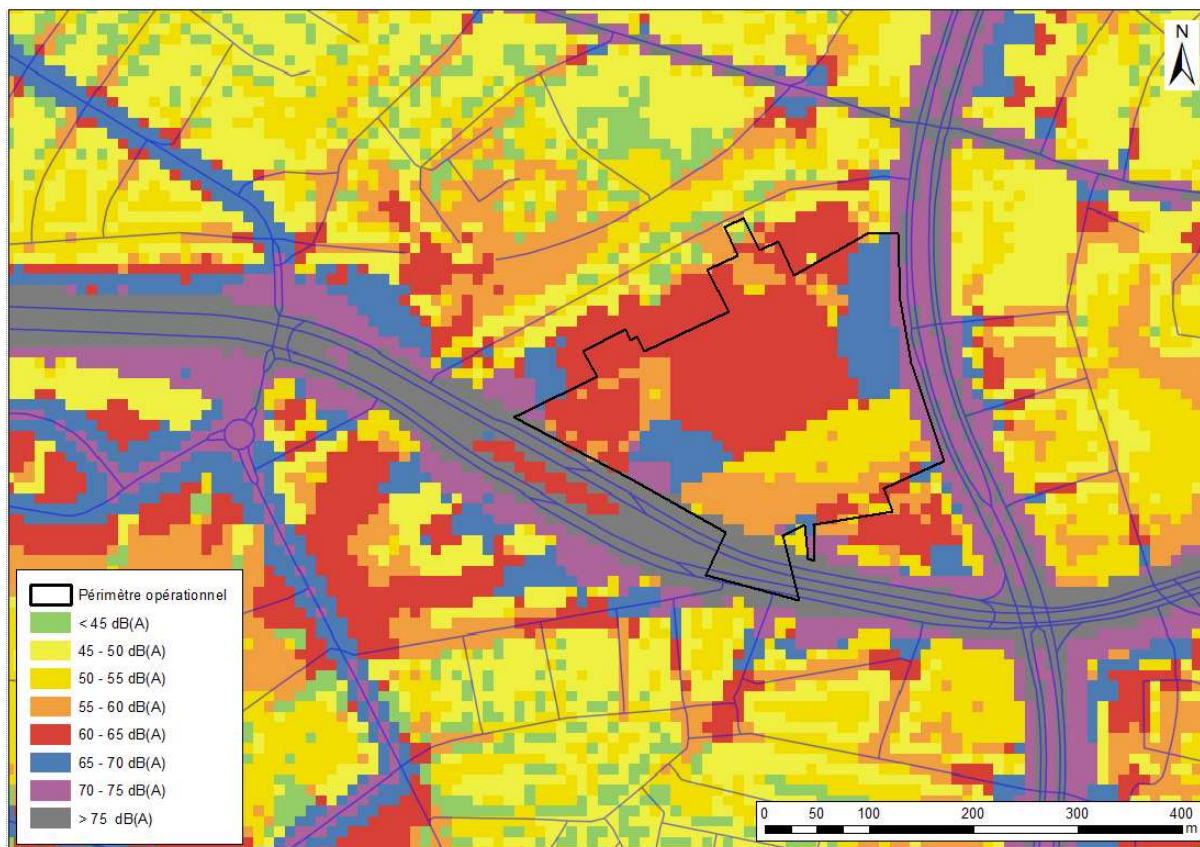 N
Périmètre opérationnel
< 45 dB(A)
45 - 50 dB(A)
50 - 55 dB(A)
55 - 60 dB(A)
60 - 65 dB(A)
65 - 70 dB(A)
70 - 75 dB(A)
> 75 dB(A)
0 100 200 300 400
m